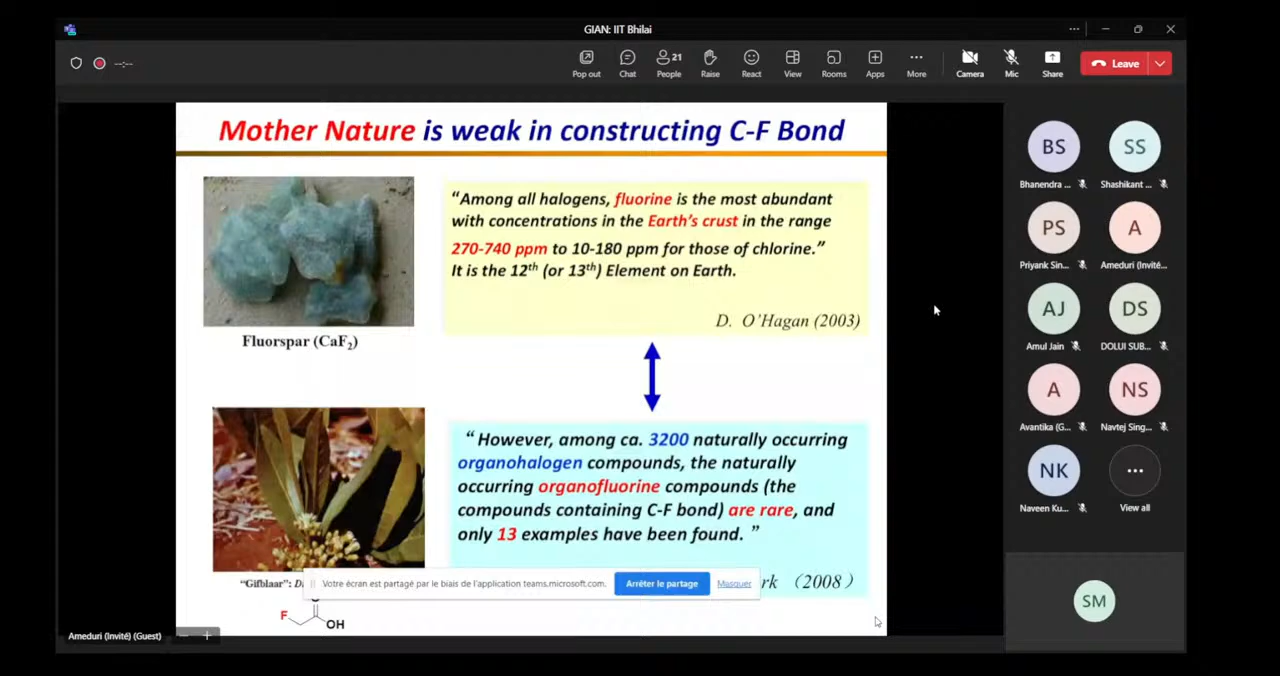 GIAN: IIT Bhilai
--:--
Pop out
Chat
21
People
Raise
React
View
Rooms
Apps
More
Camera
Mic
Share
Leave
Mother Nature is weak in constructing C-F Bond
“Among all halogens, fluorine is the most abundant
with concentrations in the Earth’s crust in the range
270-740 ppm to 10-180 ppm for those of chlorine.”
It is the 12th (or 13th) Element on Earth.
D. O’Hagan (2003)
Fluorspar (CaF2)
“ However, among ca. 3200 naturally occurring
organohalogen compounds, the naturally
occurring organofluorine compounds (the
compounds containing C-F bond) are rare, and
only 13 examples have been found. ”
rk (2008)
“Gifblaar”:
Votre écran est partagé par le biais de l'application teams.microsoft.com.
Arrêter le partage
Masquer
F
OH
Ameduri (Invité) (Guest)
BS
Bhanendra ...
SS
Shashikant ...
PS
Priyank Sin...
A
Ameduri (Invité...
AJ
Amul Jain
DS
DOLUI SUB...
A
Avantika (G...
NS
Navtej Sing...
NK
Naveen Ku...
...
View all
SM